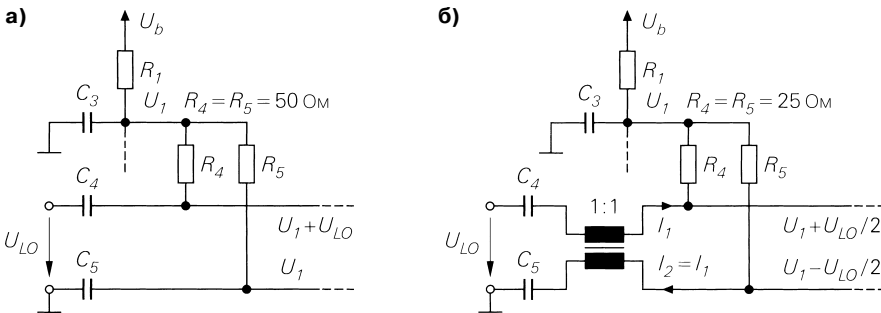 а)
U_b
R_1
C_3
U_1
R_4 = R_5 = 50 Ом
R_4
R_5
C_4
U_1 + U_LO
U_LO
C_5
U_1
б)
U_b
R_1
C_3
U_1
R_4 = R_5 = 25 Ом
R_4
R_5
C_4
1:1
I_1
U_1 + U_LO/2
U_LO
C_5
I_2 = I_1
U_1 − U_LO/2